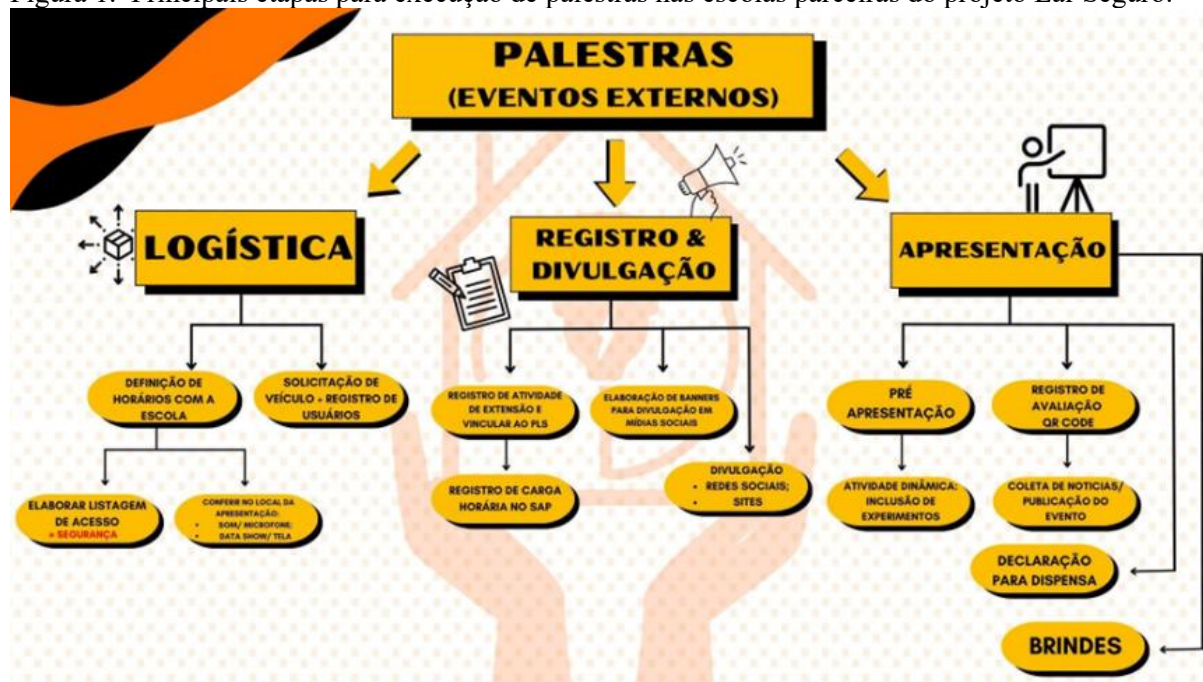 Figura 1: Principais etapas para execução de palestras nas escolas parceiras do projeto Lar Seguro.
PALESTRAS
(EVENTOS EXTERNOS)
LOGÍSTICA
REGISTRO &
DIVULGAÇÃO
APRESENTAÇÃO
DEFINIÇÃO DE
HORÁRIOS COM A
ESCOLA
SOLICITAÇÃO DE
VEÍCULO + REGISTRO DE
USUÁRIOS
ELABORAR LISTAGEM
DE ACESSO
+ SEGURANÇA
CONFERIR NO LOCAL DA
APRESENTAÇÃO:
• SOM/ MICROFONE;
• DATA SHOW/ TELA
REGISTRO DE ATIVIDADE
DE EXTENSÃO E
VINCULAR AO PLS
ELABORAÇÃO DE BANNERS
PARA DIVULGAÇÃO EM
MÍDIAS SOCIAIS
REGISTRO DE CARGA
HORÁRIA NO SAP
DIVULGAÇÃO
• REDES SOCIAIS;
• SITES
PRÉ
APRESENTAÇÃO
REGISTRO DE
AVALIAÇÃO
QR CODE
ATIVIDADE DINÂMICA:
INCLUSÃO DE
EXPERIMENTOS
COLETA DE NOTICIAS/
PUBLICAÇÃO DO
EVENTO
DECLARAÇÃO
PARA DISPENSA
BRINDES